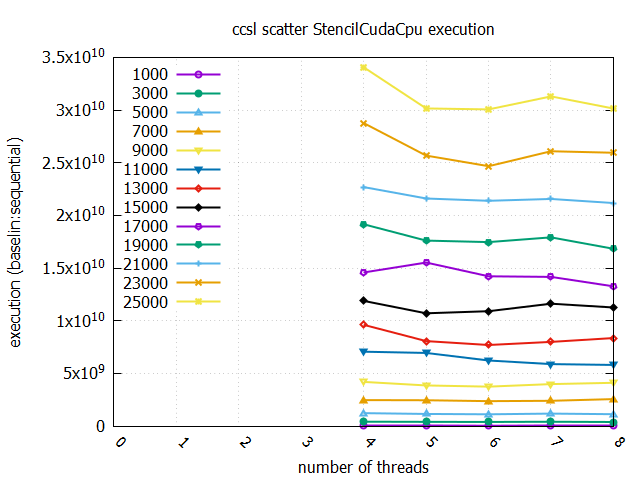 ccsl scatter StencilCudaCpu execution
execution (baselin:sequential)
3.5x10^10
3x10^10
2.5x10^10
2x10^10
1.5x10^10
1x10^10
5x10^9
0
1000
3000
5000
7000
9000
11000
13000
15000
17000
19000
21000
23000
25000
0 1 2 3 4 5 6 7 8
number of threads